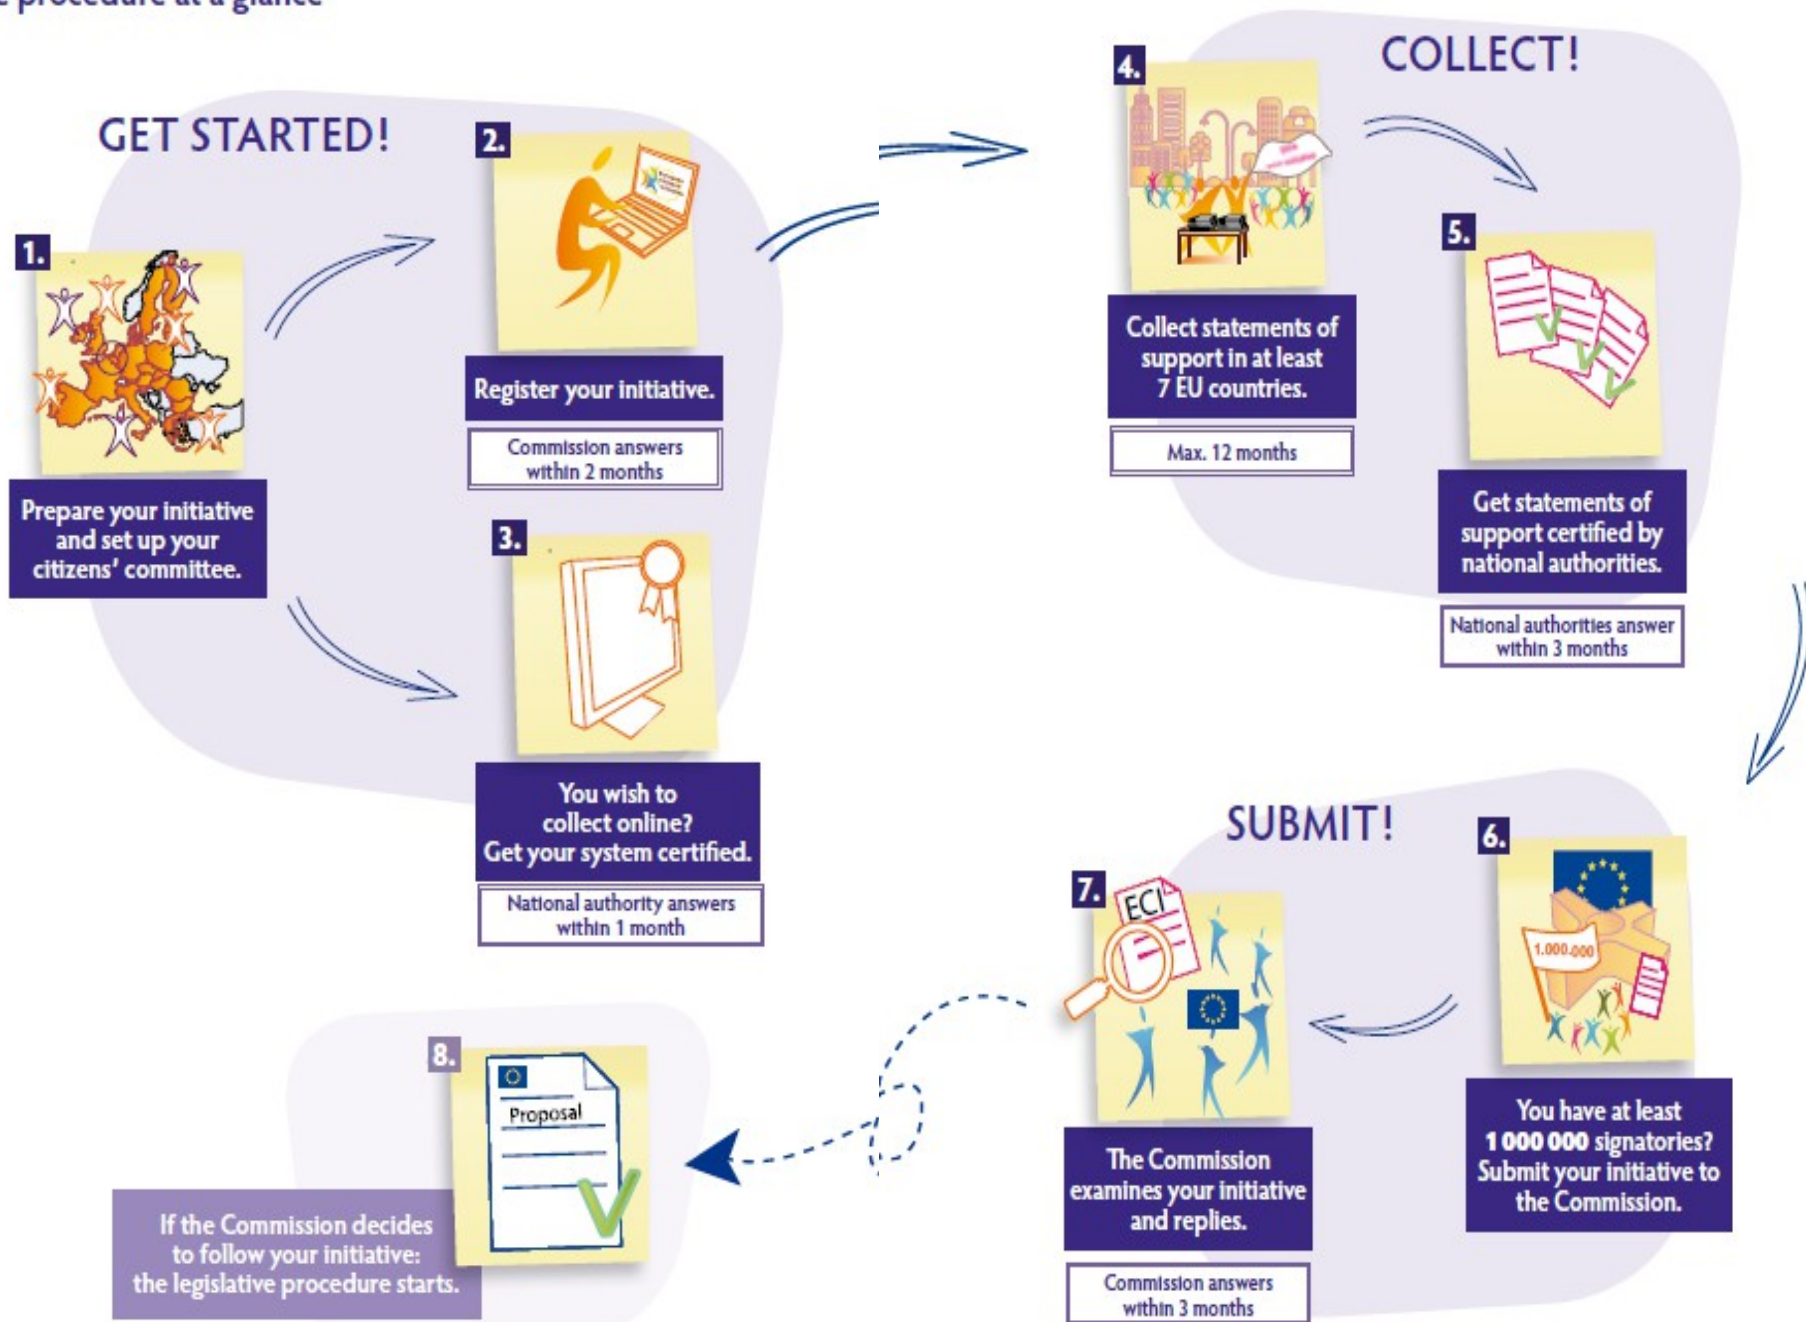 procedure at a glance
GET STARTED!
1.
Prepare your initiative
and set up your
citizens' committee.
2.
Register your initiative.
Commission answers
within 2 months
3.
You wish to
collect online?
Get your system certified.
National authority answers
within 1 month
COLLECT!
4.
Collect statements of
support in at least
7 EU countries.
Max. 12 months
5.
Get statements of
support certified by
national authorities.
National authorities answer
within 3 months
SUBMIT!
6.
1.000.000
You have at least
1 000 000 signatories?
Submit your initiative to
the Commission.
7.
ECI
The Commission
examines your initiative
and replies.
Commission answers
within 3 months
8.
Proposal
If the Commission decides
to follow your initiative:
the legislative procedure starts.